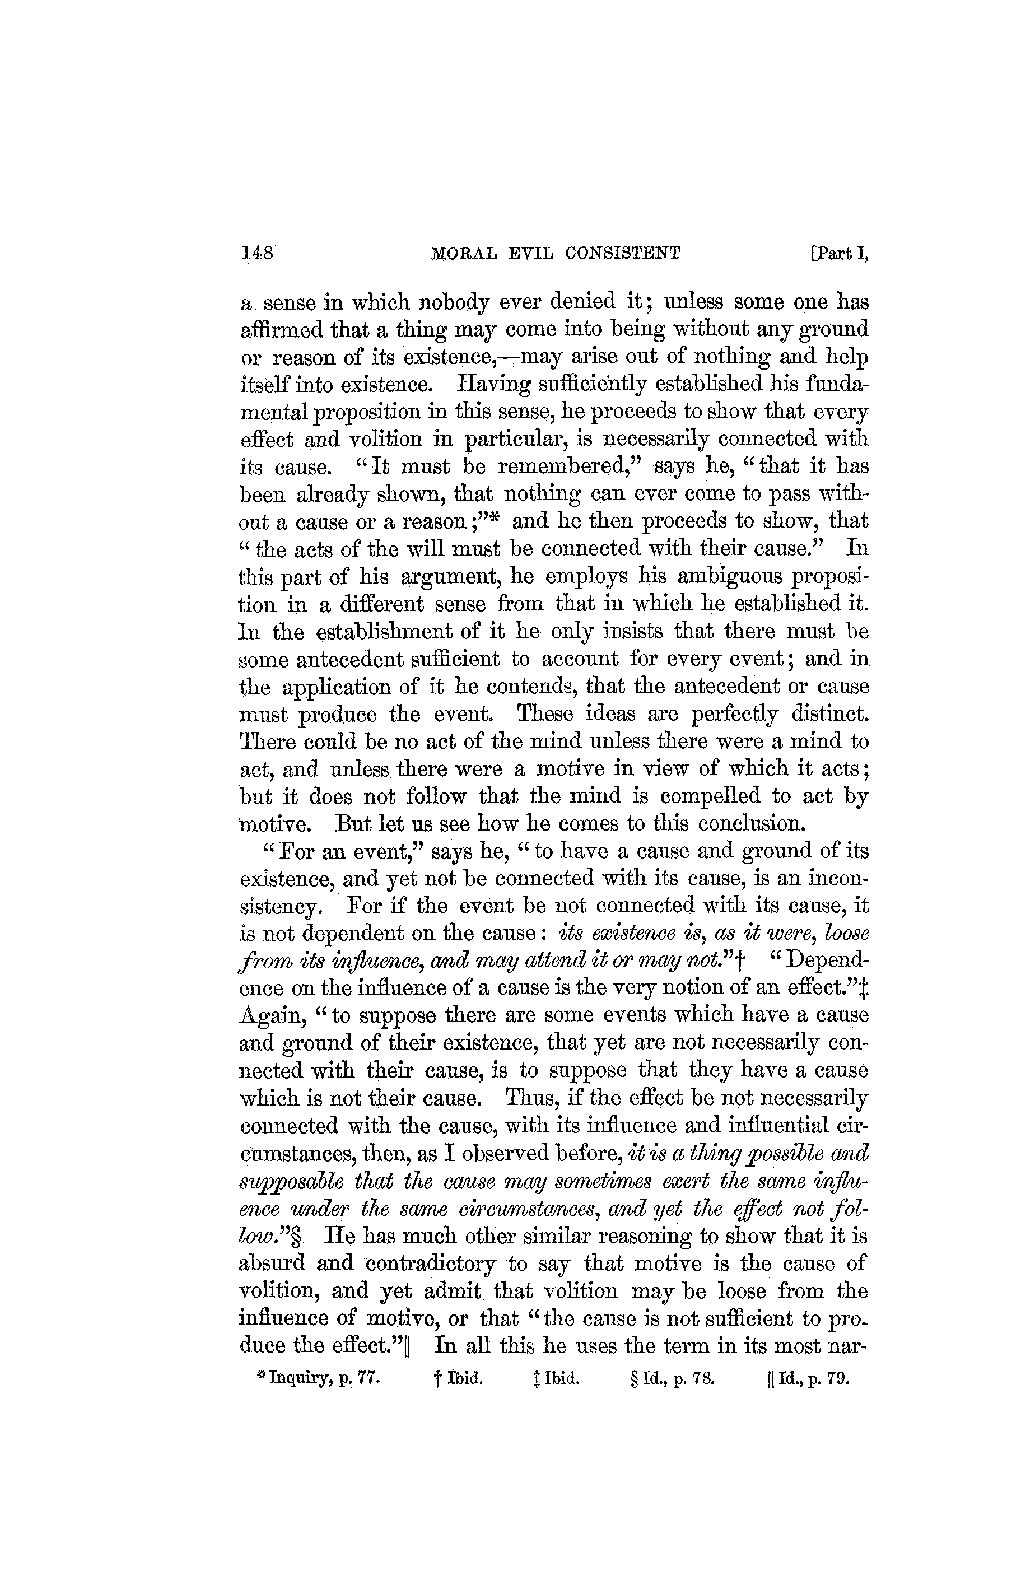 148 MORAL EVIL CONSISTENT [Part I,
a sense in which nobody ever denied it; unless some one has
affirmed that a thing may come into being without any ground
or reason of its existence,—may arise out of nothing and help
itself into existence. Having sufficiently established his funda-
mental proposition in this sense, he proceeds to show that every
effect and volition in particular, is necessarily connected with
its cause. “It must be remembered,” says he, “that it has
been already shown, that nothing can ever come to pass with-
out a cause or a reason;”* and he then proceeds to show, that
“the acts of the will must be connected with their cause.” In
this part of his argument, he employs his ambiguous proposi-
tion in a different sense from that in which he established it.
In the establishment of it he only insists that there must be
some antecedent sufficient to account for every event; and in
the application of it he contends, that the antecedent or cause
must produce the event. These ideas are perfectly distinct.
There could be no act of the mind unless there were a mind to
act, and unless there were a motive in view of which it acts;
but it does not follow that the mind is compelled to act by
motive. But let us see how he comes to this conclusion.
“For an event,” says he, “to have a cause and ground of its
existence, and yet not be connected with its cause, is an incon-
sistency. For if the event be not connected with its cause, it
is not dependent on the cause: its existence is, as it were, loose
from its influence, and may attend it or may not.”† “Depend-
ence on the influence of a cause is the very notion of an effect.”‡
Again, “to suppose there are some events which have a cause
and ground of their existence, that yet are not necessarily con-
nected with their cause, is to suppose that they have a cause
which is not their cause. Thus, if the effect be not necessarily
connected with the cause, with its influence and influential cir-
cumstances, then, as I observed before, it is a thing possible and
supposable that the cause may sometimes exert the same influ-
ence under the same circumstances, and yet the effect not fol-
low.”§ He has much other similar reasoning to show that it is
absurd and contradictory to say that motive is the cause of
volition, and yet admit that volition may be loose from the
influence of motive, or that “the cause is not sufficient to pro-
duce the effect.”‖ In all this he uses the term in its most nar-
* Inquiry, p. 77. † Ibid. ‡ Ibid. § Id., p. 78. ‖ Id., p. 79.